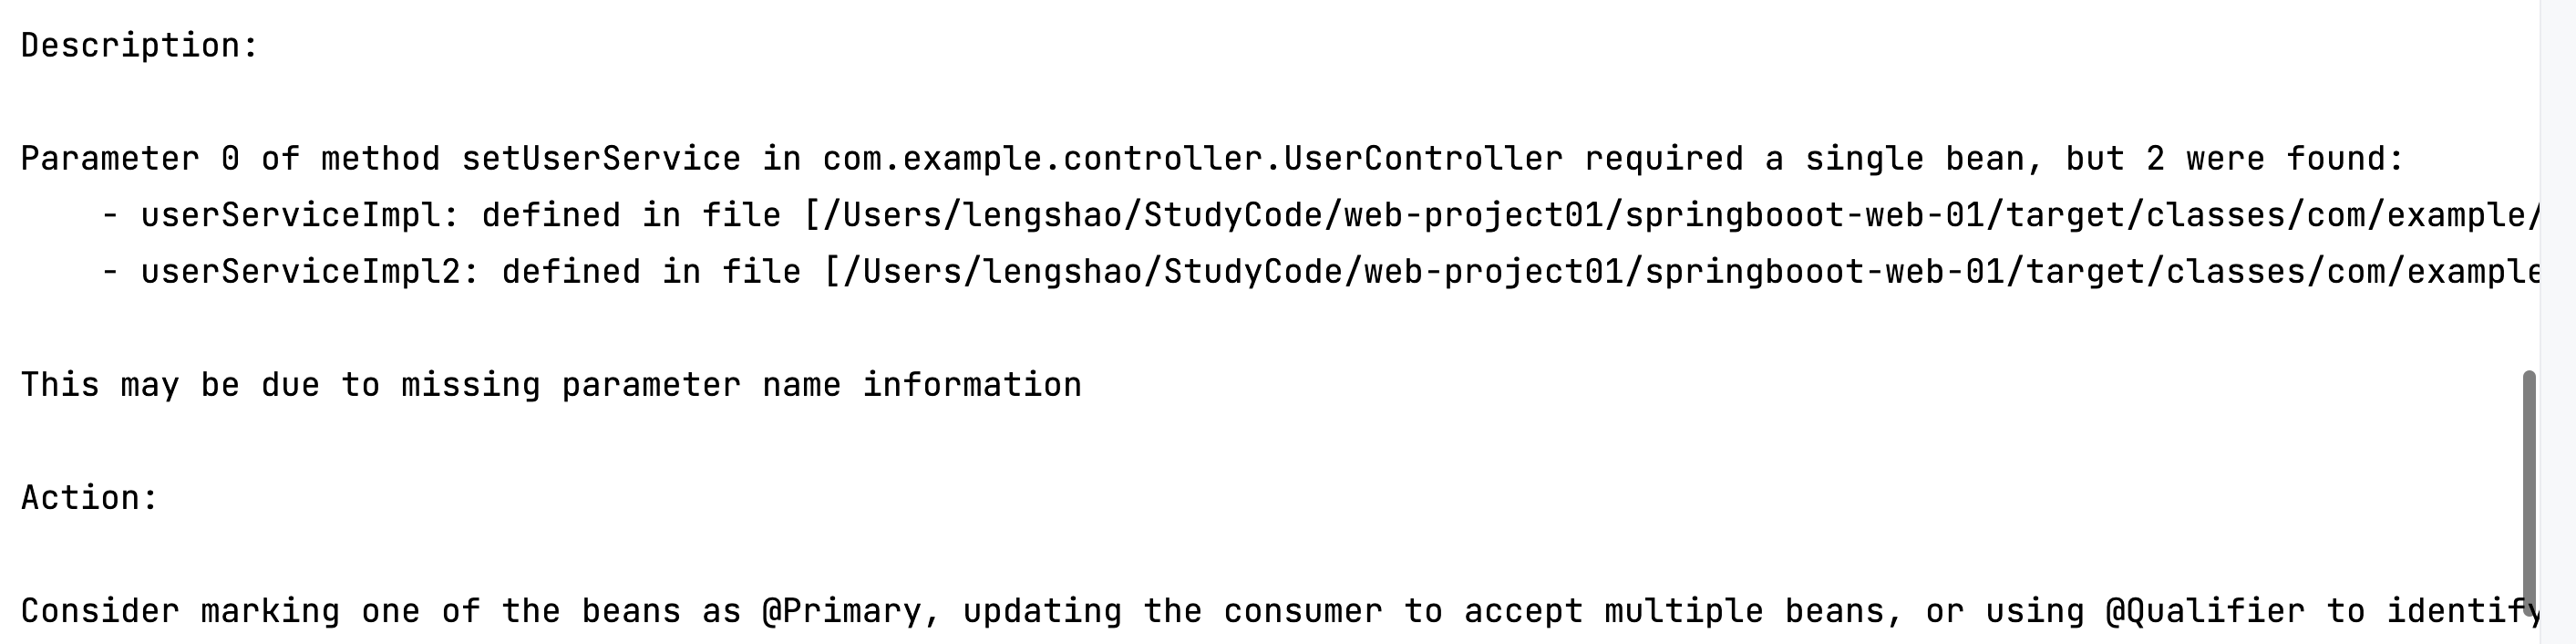 Description:
Parameter 0 of method setUserService in com.example.controller.UserController required a single bean, but 2 were found:
- userServiceImpl: defined in file [/Users/lengshao/StudyCode/web-project01/springbooot-web-01/target/classes/com/example/
- userServiceImpl2: defined in file [/Users/lengshao/StudyCode/web-project01/springbooot-web-01/target/classes/com/example
This may be due to missing parameter name information
Action:
Consider marking one of the beans as @Primary, updating the consumer to accept multiple beans, or using @Qualifier to identify